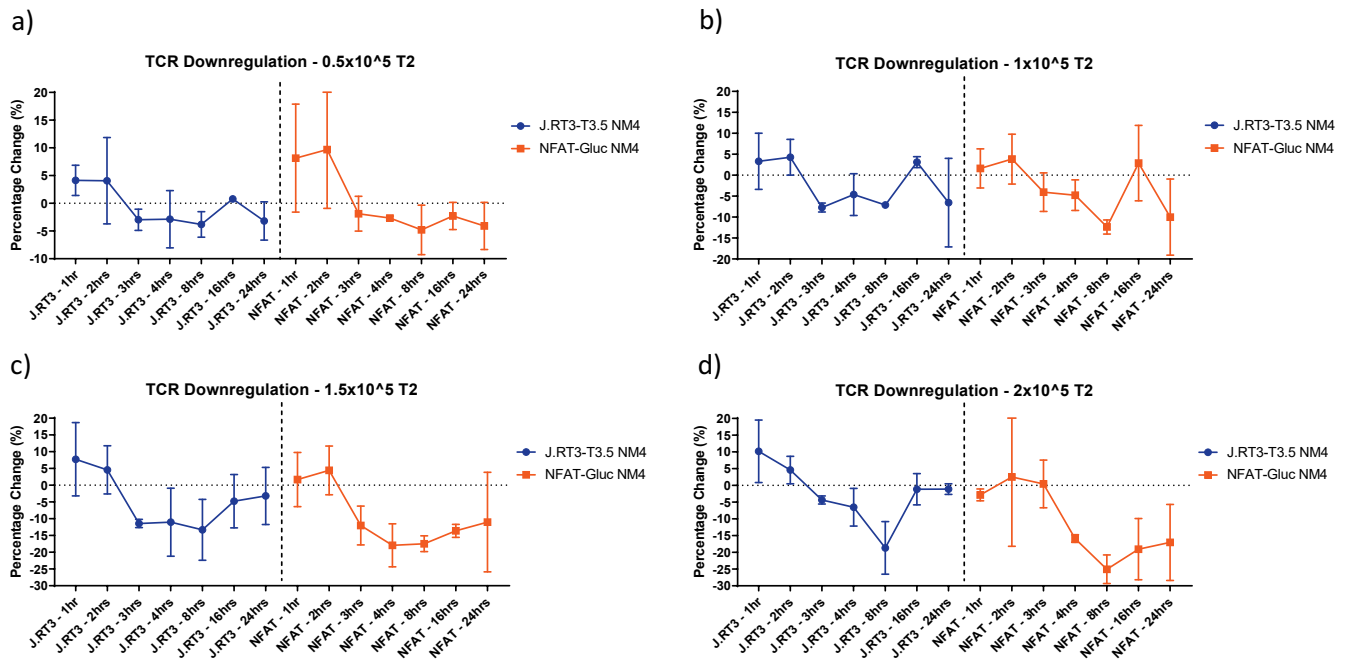 a)
TCR Downregulation - 0.5x10^5 T2
Percentage Change (%)
20
15
10
5
0
-5
-10
J.RT3 - 1hr
J.RT3 - 2hrs
J.RT3 - 3hrs
J.RT3 - 4hrs
J.RT3 - 8hrs
J.RT3 - 16hrs
J.RT3 - 24hrs
NFAT - 1hr
NFAT - 2hrs
NFAT - 3hrs
NFAT - 4hrs
NFAT - 8hrs
NFAT - 16hrs
NFAT - 24hrs
J.RT3-T3.5 NM4
NFAT-Gluc NM4
b)
TCR Downregulation - 1x10^5 T2
Percentage Change (%)
20
15
10
5
0
-5
-10
-15
-20
J.RT3 - 1hr
J.RT3 - 2hrs
J.RT3 - 3hrs
J.RT3 - 4hrs
J.RT3 - 8hrs
J.RT3 - 16hrs
J.RT3 - 24hrs
NFAT - 1hr
NFAT - 2hrs
NFAT - 3hrs
NFAT - 4hrs
NFAT - 8hrs
NFAT - 16hrs
NFAT - 24hrs
J.RT3-T3.5 NM4
NFAT-Gluc NM4
c)
TCR Downregulation - 1.5x10^5 T2
Percentage Change (%)
20
15
10
5
0
-5
-10
-15
-20
-25
-30
J.RT3 - 1hr
J.RT3 - 2hrs
J.RT3 - 3hrs
J.RT3 - 4hrs
J.RT3 - 8hrs
J.RT3 - 16hrs
J.RT3 - 24hrs
NFAT - 1hr
NFAT - 2hrs
NFAT - 3hrs
NFAT - 4hrs
NFAT - 8hrs
NFAT - 16hrs
NFAT - 24hrs
J.RT3-T3.5 NM4
NFAT-Gluc NM4
d)
TCR Downregulation - 2x10^5 T2
Percentage Change (%)
20
15
10
5
0
-5
-10
-15
-20
-25
-30
J.RT3 - 1hr
J.RT3 - 2hrs
J.RT3 - 3hrs
J.RT3 - 4hrs
J.RT3 - 8hrs
J.RT3 - 16hrs
J.RT3 - 24hrs
NFAT - 1hr
NFAT - 2hrs
NFAT - 3hrs
NFAT - 4hrs
NFAT - 8hrs
NFAT - 16hrs
NFAT - 24hrs
J.RT3-T3.5 NM4
NFAT-Gluc NM4